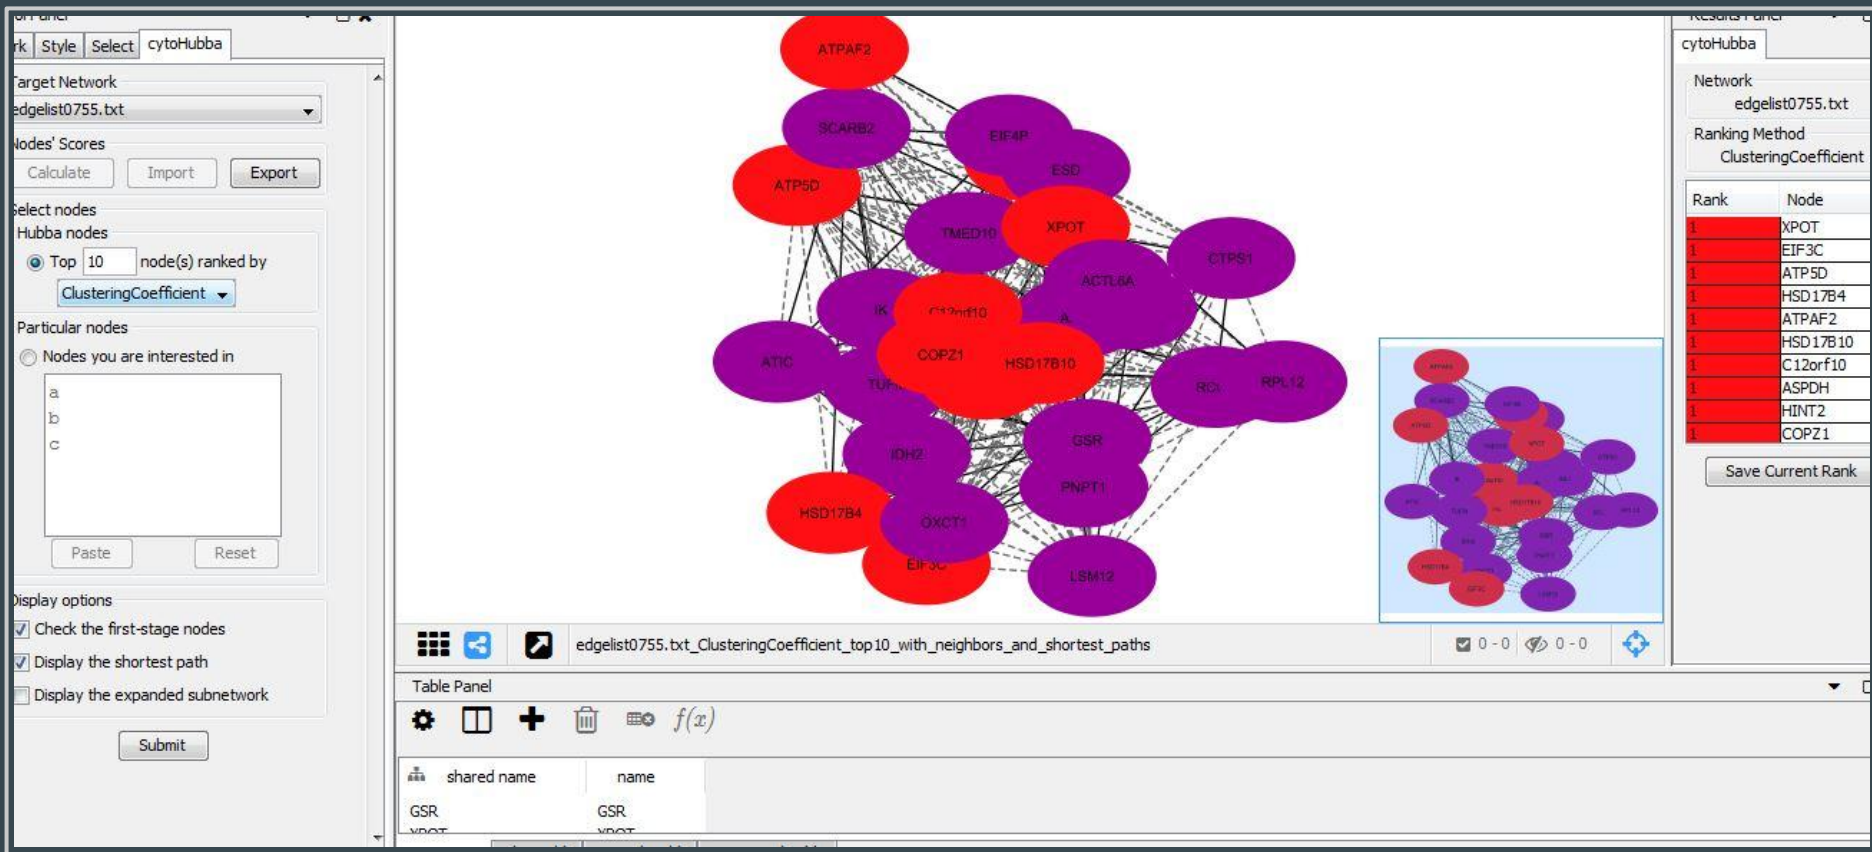 rk Style Select cytoHubba
Target Network
edgelist0755.txt
Nodes' Scores
Calculate Import Export
Select nodes
Hubba nodes
Top 10 node(s) ranked by
ClusteringCoefficient
Particular nodes
Nodes you are interested in
a
b
c
Paste Reset
Display options
Check the first-stage nodes
Display the shortest path
Display the expanded subnetwork
Submit
ATPAF2
SCARB2
EIF4B
ESD
ATP5D
TMED10
XPOT
CTPS1
ACTL6A
IK
C12orf10
COPZ1
HSD17B10
ATIC
RPL12
GSR
IDH2
PNPT1
HSD17B4
OXCT1
EIF3C
LSM12
edgelist0755.txt_ClusteringCoefficient_top10_with_neighbors_and_shortest_paths
0 - 0 0 - 0
Table Panel
f(x)
shared name name
GSR GSR
XPOT XPOT
Results Panel
cytoHubba
Network
edgelist0755.txt
Ranking Method
ClusteringCoefficient
Rank Node
1 XPOT
1 EIF3C
1 ATP5D
1 HSD17B4
1 ATPAF2
1 HSD17B10
1 C12orf10
1 ASPDH
1 HINT2
1 COPZ1
Save Current Rank